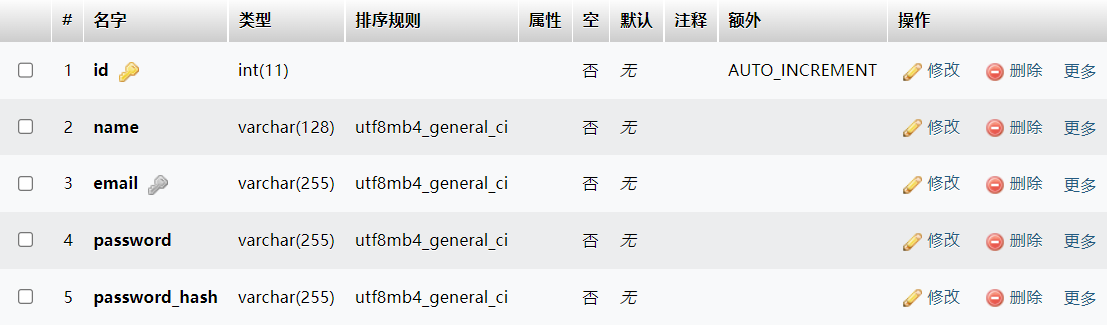 # 名字 类型 排序规则 属性 空 默认 注释 额外 操作
1 id int(11) 否 无 AUTO_INCREMENT 修改 删除 更多
2 name varchar(128) utf8mb4_general_ci 否 无 修改 删除 更多
3 email varchar(255) utf8mb4_general_ci 否 无 修改 删除 更多
4 password varchar(255) utf8mb4_general_ci 否 无 修改 删除 更多
5 password_hash varchar(255) utf8mb4_general_ci 否 无 修改 删除 更多